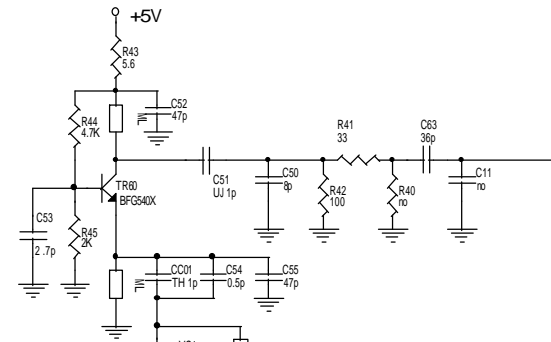 +5V
R43
5.6
C52
47p
ML
R44
4.7K
R41
33
C63
36p
C51
UJ 1p
C50
8p
R42
100
R40
no
C11
no
TR60
BFG540X
C53
2.7p
R45
2K
ML
CC01
TH 1p
C54
0.5p
C55
47p